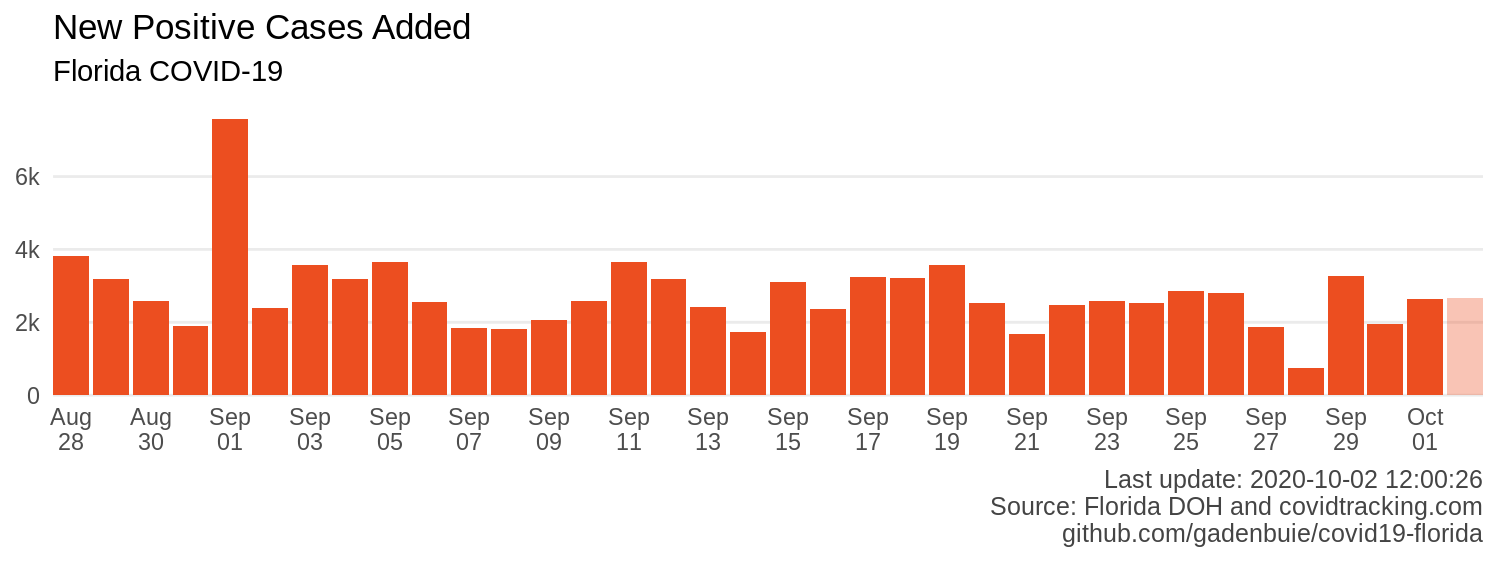 New Positive Cases Added
Florida COVID-19
6k
4k
2k
0
Aug Aug Sep Sep Sep Sep Sep Sep Sep Sep Sep Sep Sep Sep Sep Sep Sep Oct
28 30 01 03 05 07 09 11 13 15 17 19 21 23 25 27 29 01
Last update: 2020-10-02 12:00:26
Source: Florida DOH and covidtracking.com
github.com/gadenbuie/covid19-florida